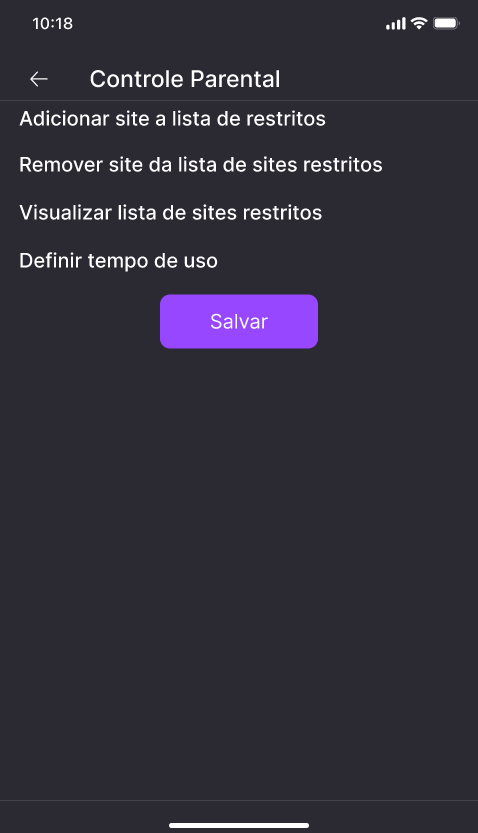 10:18
Controle Parental
Adicionar site a lista de restritos
Remover site da lista de sites restritos
Visualizar lista de sites restritos
Definir tempo de uso
Salvar